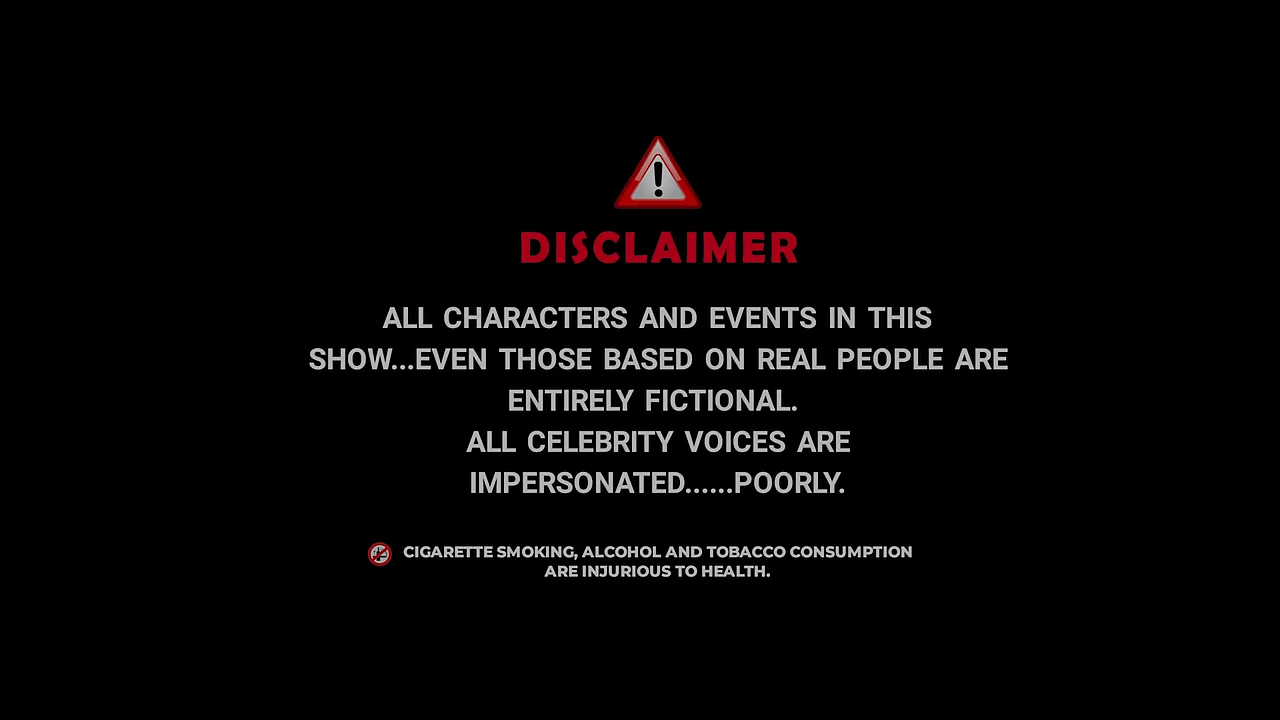 DISCLAIMER
ALL CHARACTERS AND EVENTS IN THIS
SHOW...EVEN THOSE BASED ON REAL PEOPLE ARE
ENTIRELY FICTIONAL.
ALL CELEBRITY VOICES ARE
IMPERSONATED......POORLY.
CIGARETTE SMOKING, ALCOHOL AND TOBACCO CONSUMPTION
ARE INJURIOUS TO HEALTH.